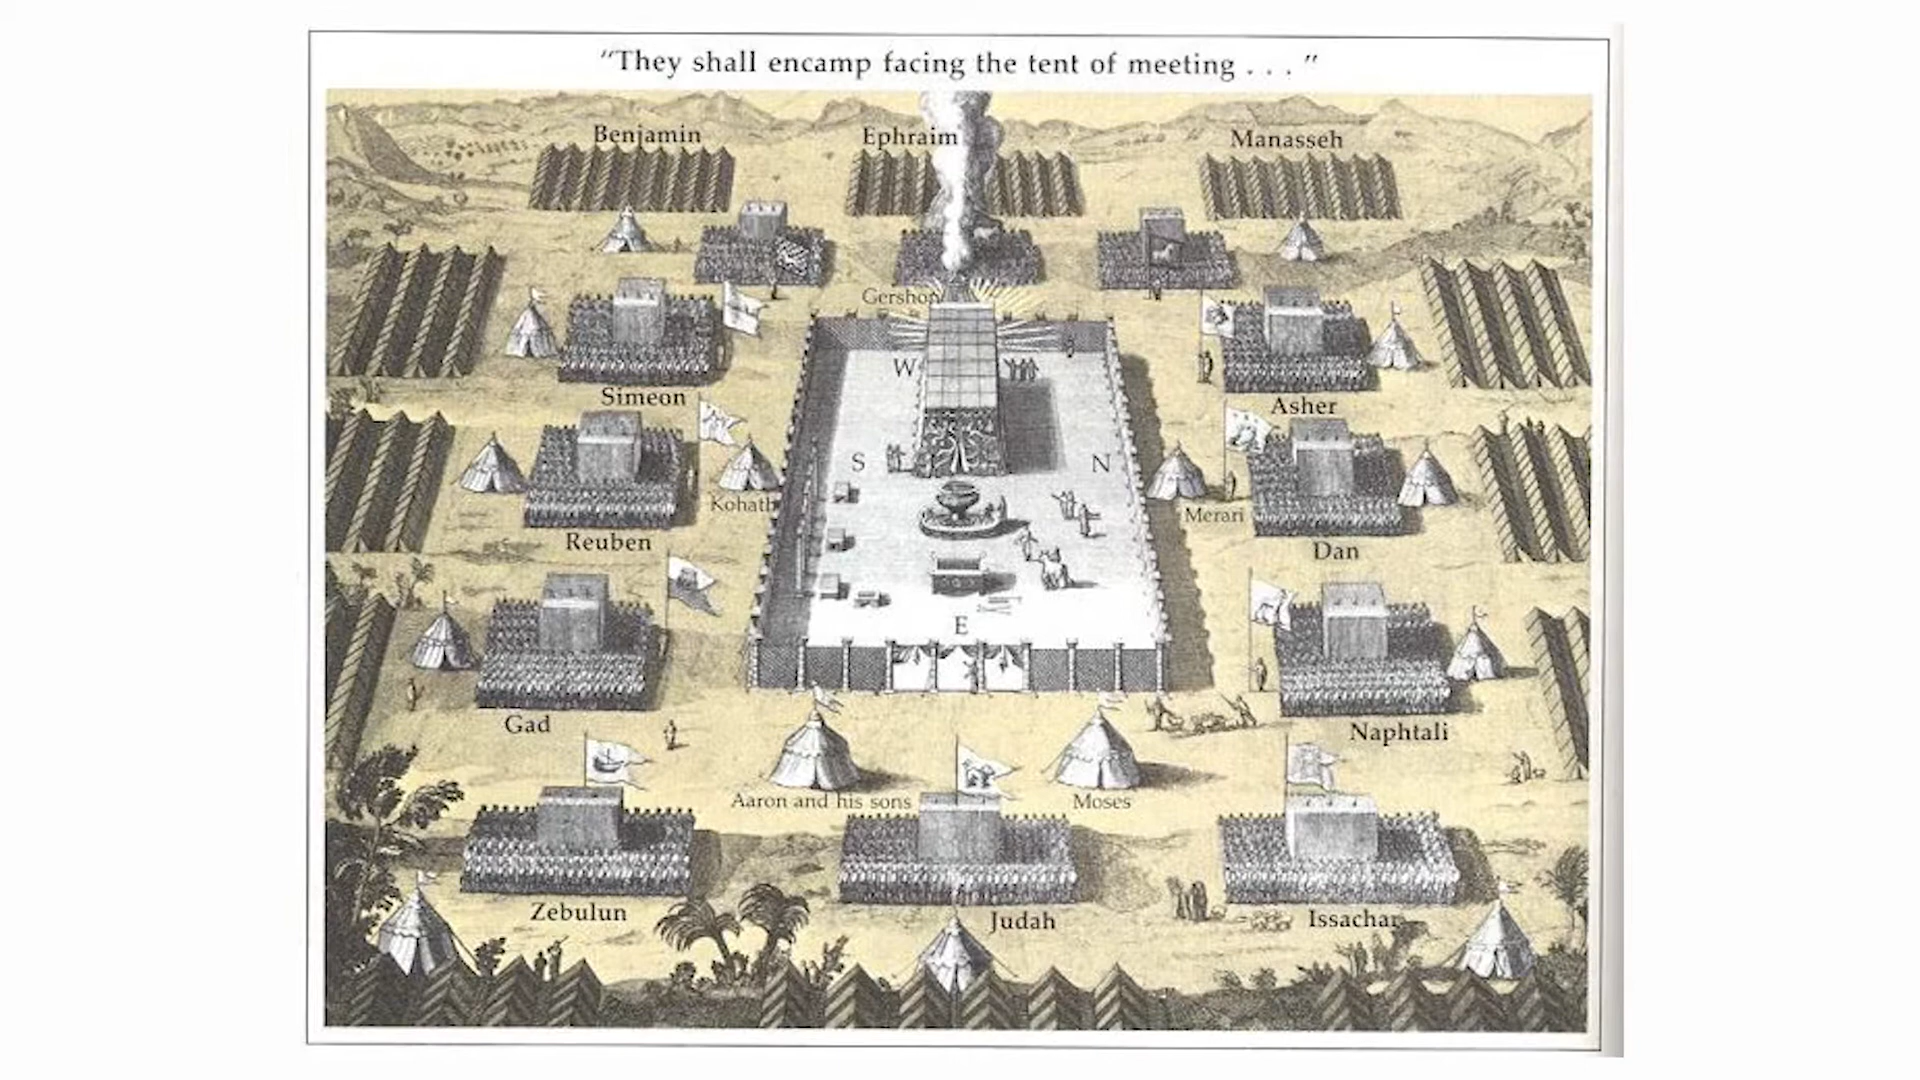 "They shall encamp facing the tent of meeting . . . "
Benjamin Ephraim Manasseh
Gershon
W
Simeon Asher
S N
Kohath Merari
Reuben Dan
E
Gad Naphtali
Aaron and his sons Moses
Zebulun Judah Issachar